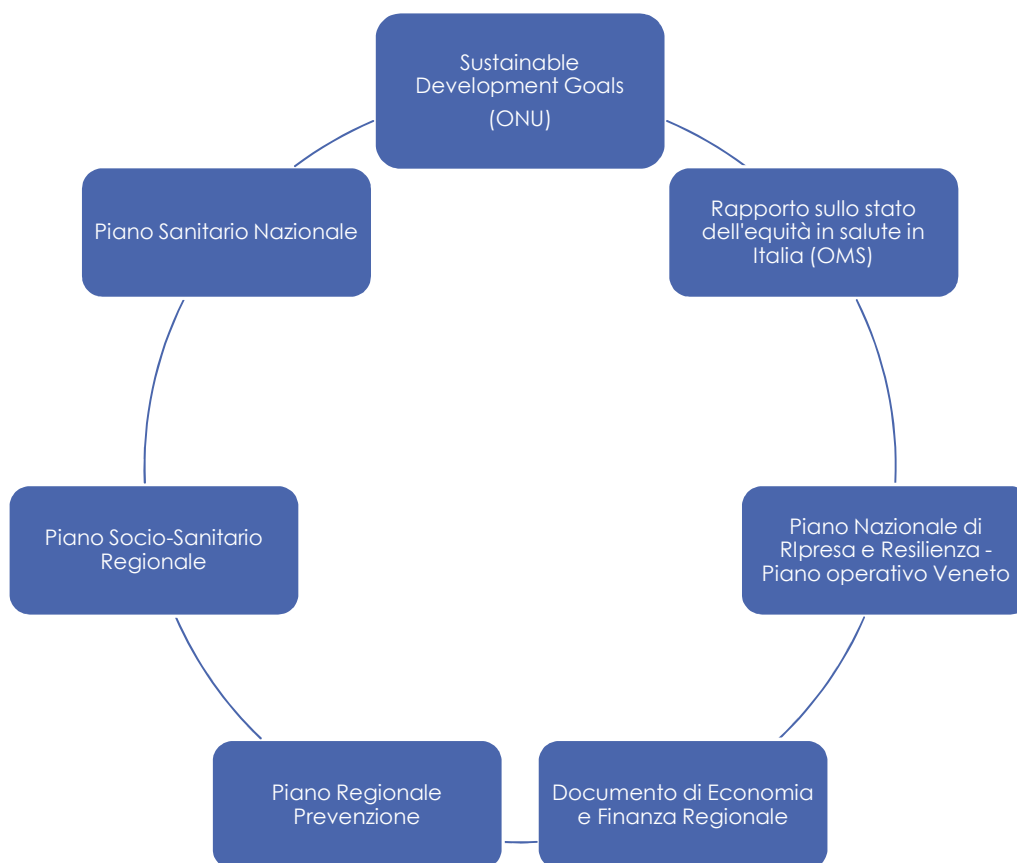 Sustainable
Development Goals
(ONU)
Rapporto sullo stato
dell'equità in salute in
Italia (OMS)
Piano Nazionale di
RIpresa e Resilienza -
Piano operativo Veneto
Documento di Economia
e Finanza Regionale
Piano Regionale
Prevenzione
Piano Socio-Sanitario
Regionale
Piano Sanitario Nazionale